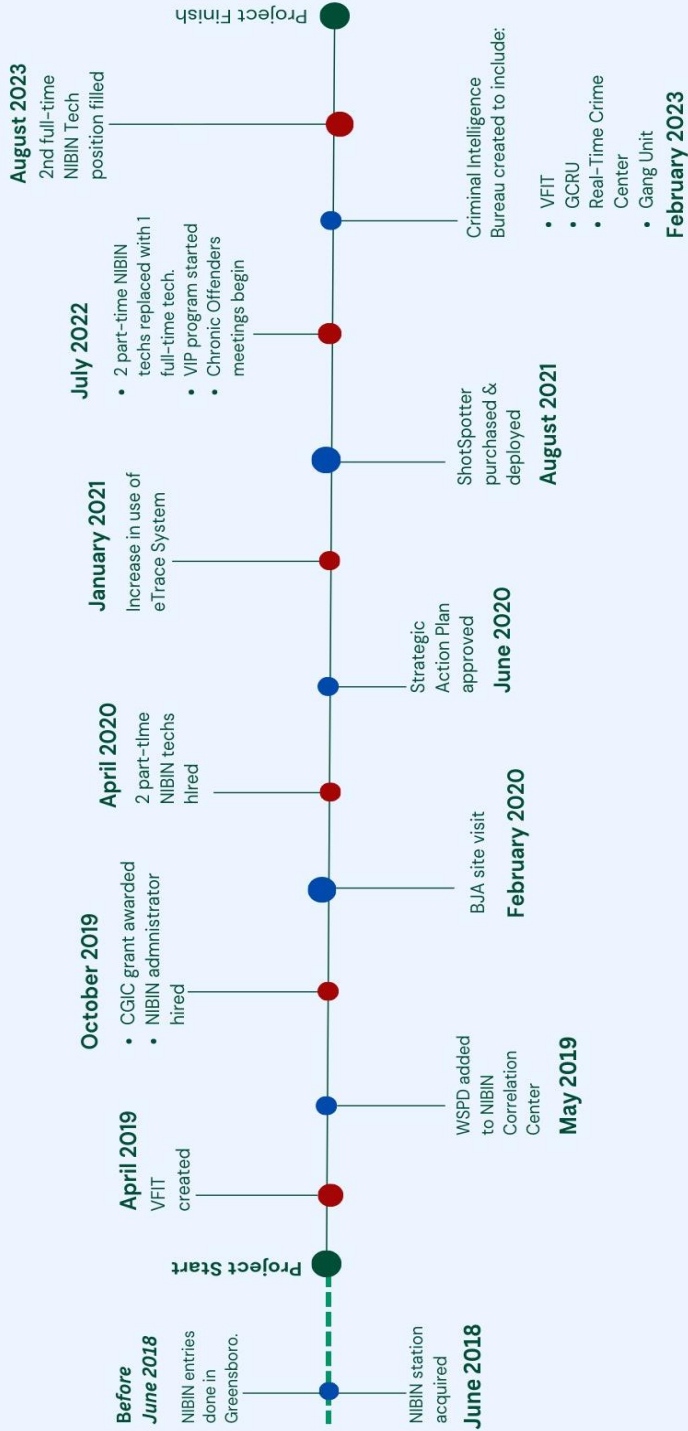 Before
June 2018
NIBIN entries
done in
Greensboro.
NIBIN station
acquired
June 2018
Project Start
April 2019
VFIT
created
WSPD added
to NIBIN
Correlation
Center
May 2019
October 2019
• CGIC grant awarded
• NIBIN admnistrator
hired
BJA site visit
February 2020
April 2020
2 part-time
NIBIN techs
hired
Strategic
Action Plan
approved
June 2020
January 2021
Increase in use of
eTrace System
ShotSpotter
purchased &
deployed
August 2021
July 2022
• 2 part-time NIBIN
techs replaced with 1
full-time tech.
• VIP program started
• Chronic Offenders
meetings begin
Criminal Intelligence
Bureau created to include:
• VFIT
• GCRU
• Real-Time Crime
Center
• Gang Unit
February 2023
August 2023
2nd full-time
NIBIN Tech
position filled
Project Finish